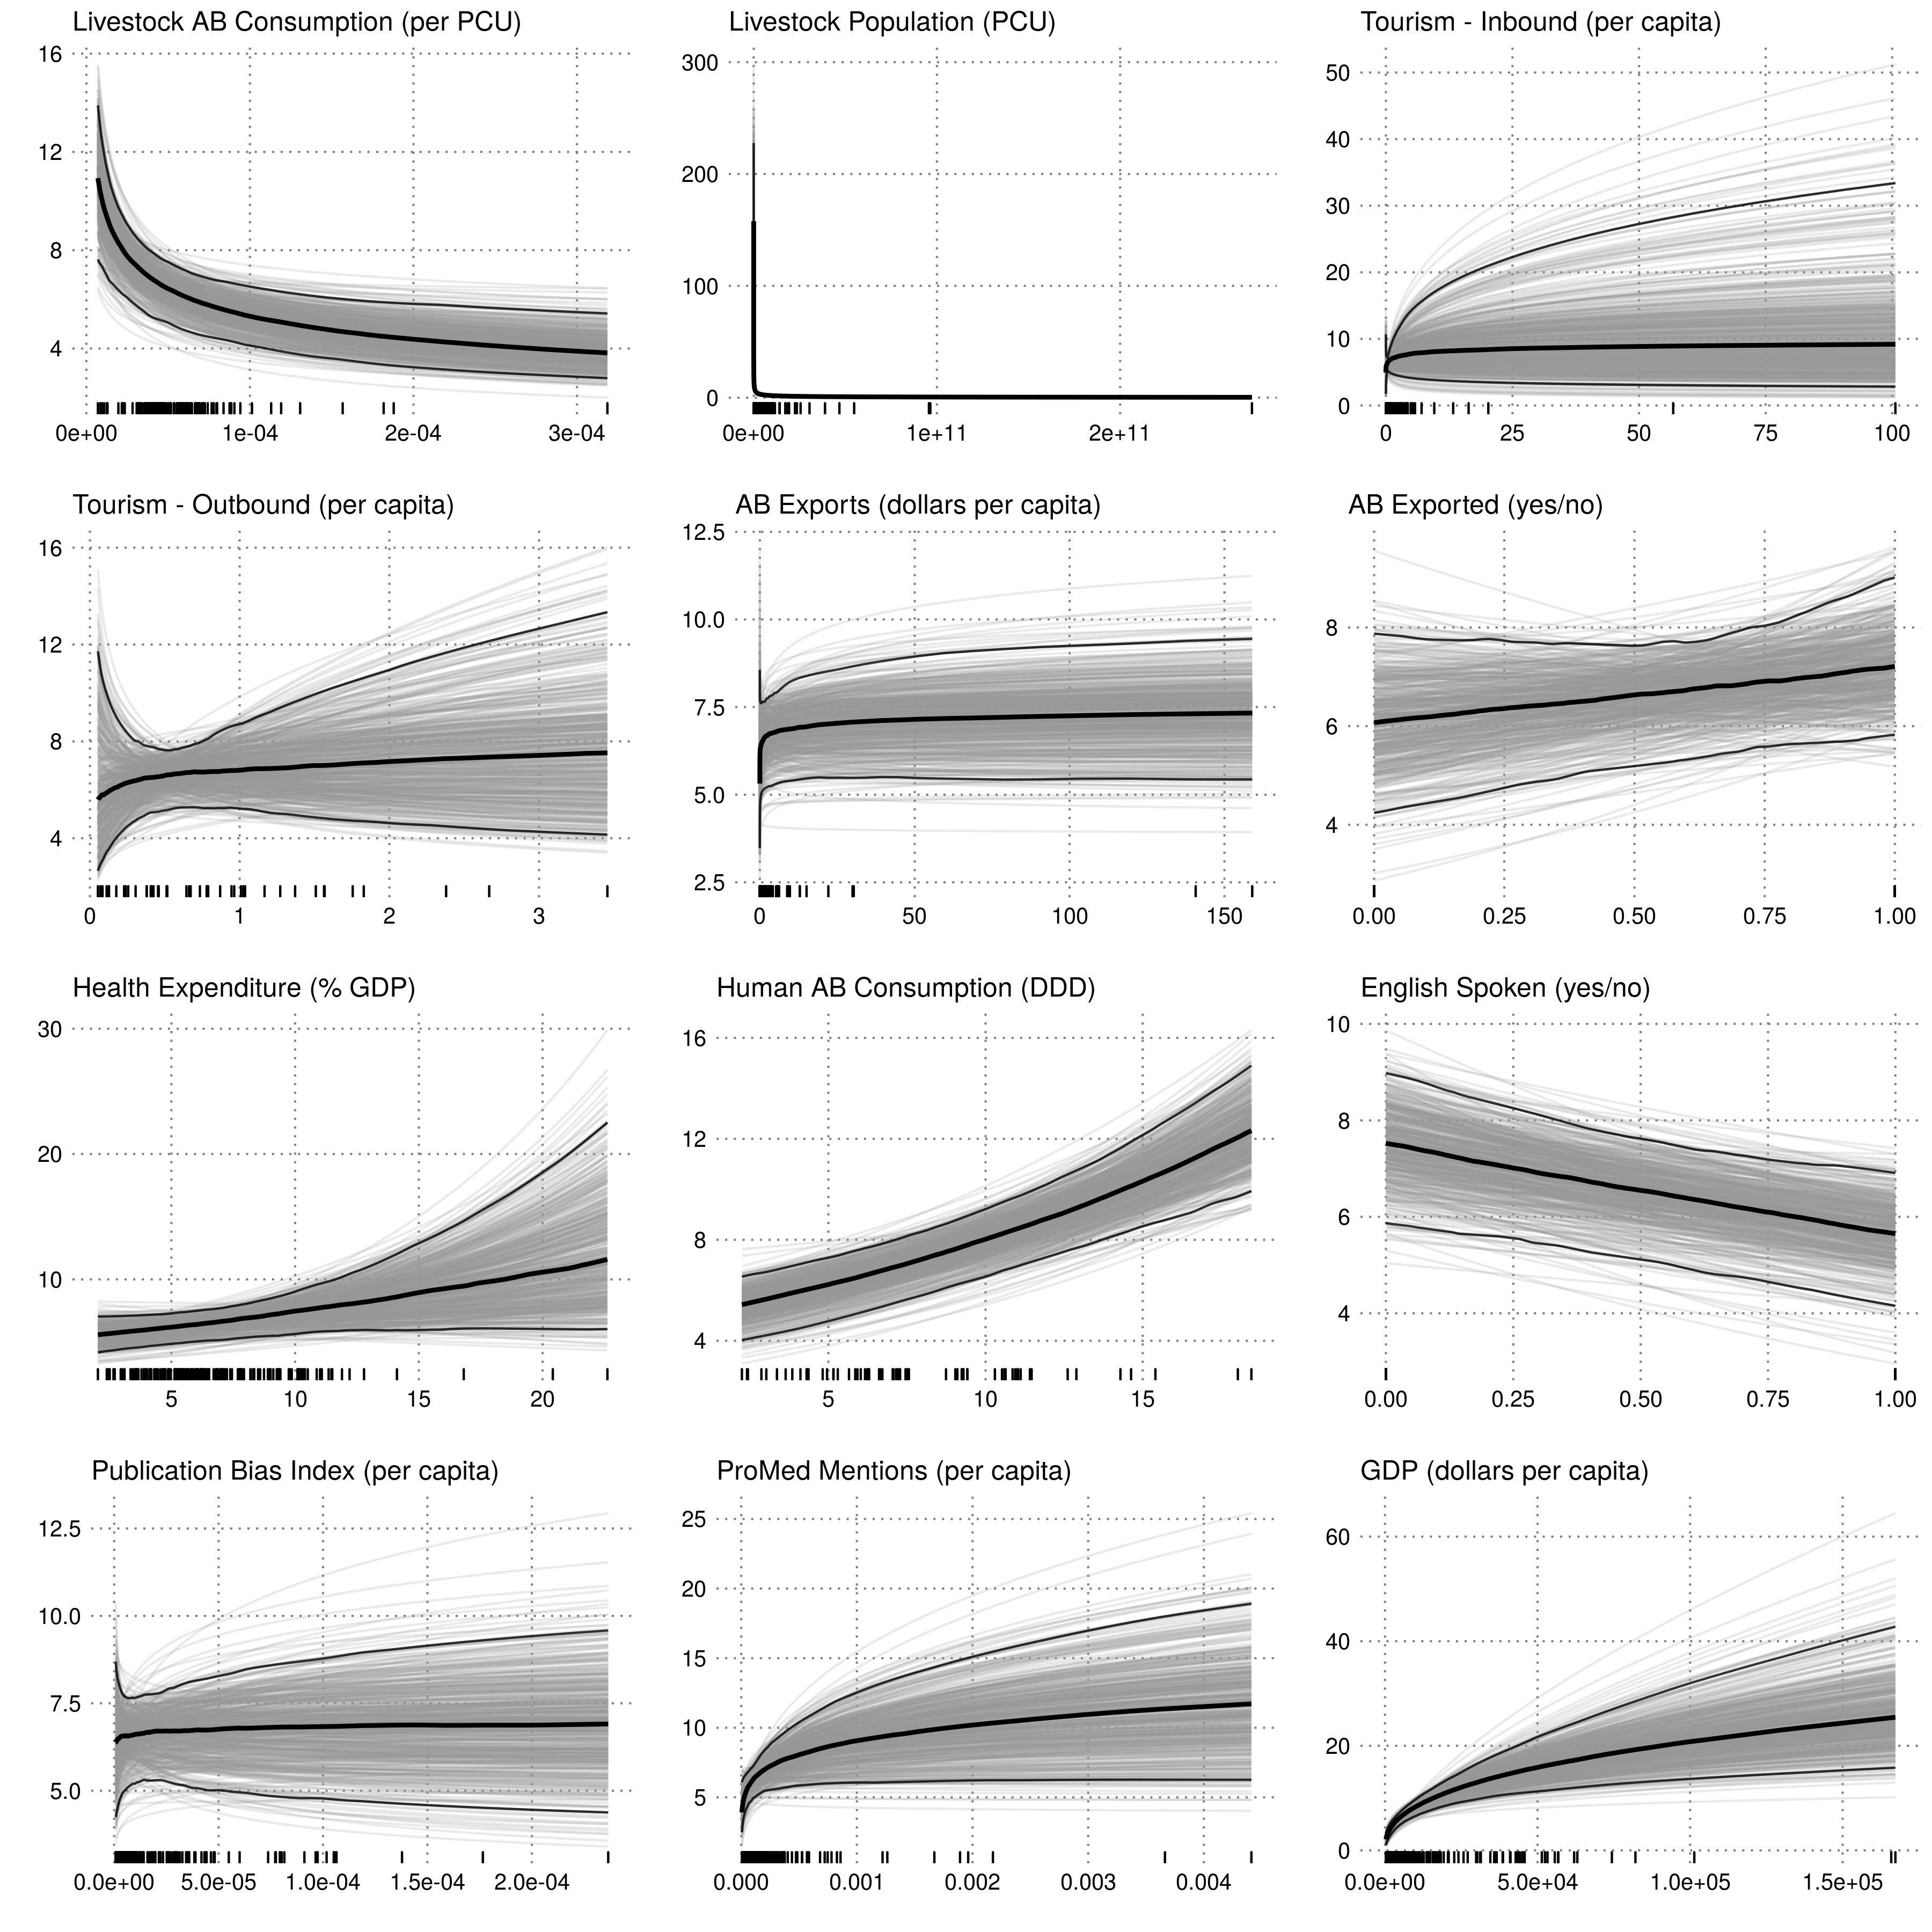 Livestock AB Consumption (per PCU)
16
12
8
4
0e+00 1e-04 2e-04 3e-04
Livestock Population (PCU)
300
200
100
0
0e+00 1e+11 2e+11
Tourism - Inbound (per capita)
50
40
30
20
10
0
0 25 50 75 100
Tourism - Outbound (per capita)
16
12
8
4
0 1 2 3
AB Exports (dollars per capita)
12.5
10.0
7.5
5.0
2.5
0 50 100 150
AB Exported (yes/no)
8
6
4
0.00 0.25 0.50 0.75 1.00
Health Expenditure (% GDP)
30
20
10
5 10 15 20
Human AB Consumption (DDD)
16
12
8
4
5 10 15
English Spoken (yes/no)
10
8
6
4
0.00 0.25 0.50 0.75 1.00
Publication Bias Index (per capita)
12.5
10.0
7.5
5.0
0.0e+00 5.0e-05 1.0e-04 1.5e-04 2.0e-04
ProMed Mentions (per capita)
25
20
15
10
5
0.000 0.001 0.002 0.003 0.004
GDP (dollars per capita)
60
40
20
0
0.0e+00 5.0e+04 1.0e+05 1.5e+05